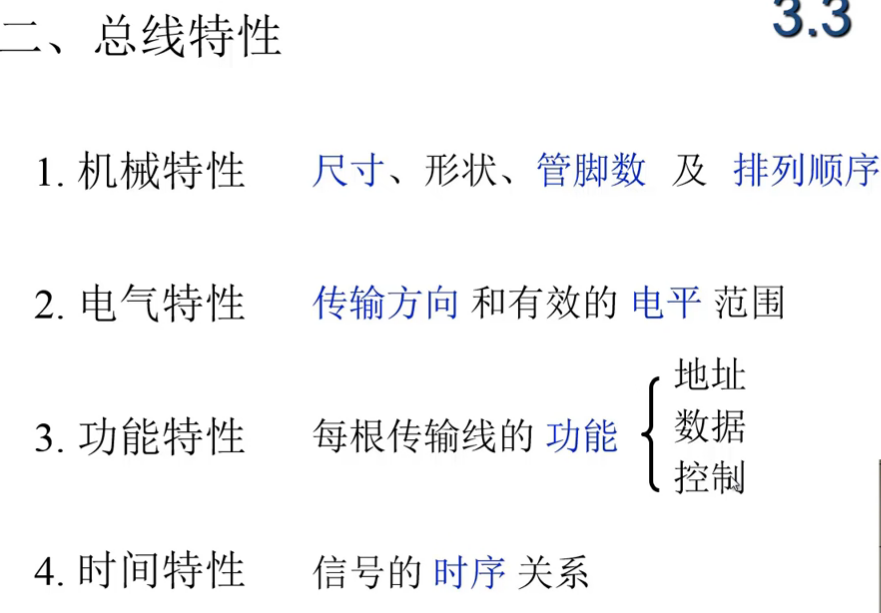 二、总线特性
3.3
1. 机械特性 尺寸、形状、管脚数 及 排列顺序
2. 电气特性 传输方向 和有效的 电平 范围
3. 功能特性 每根传输线的 功能
地址
数据
控制
4. 时间特性 信号的 时序 关系